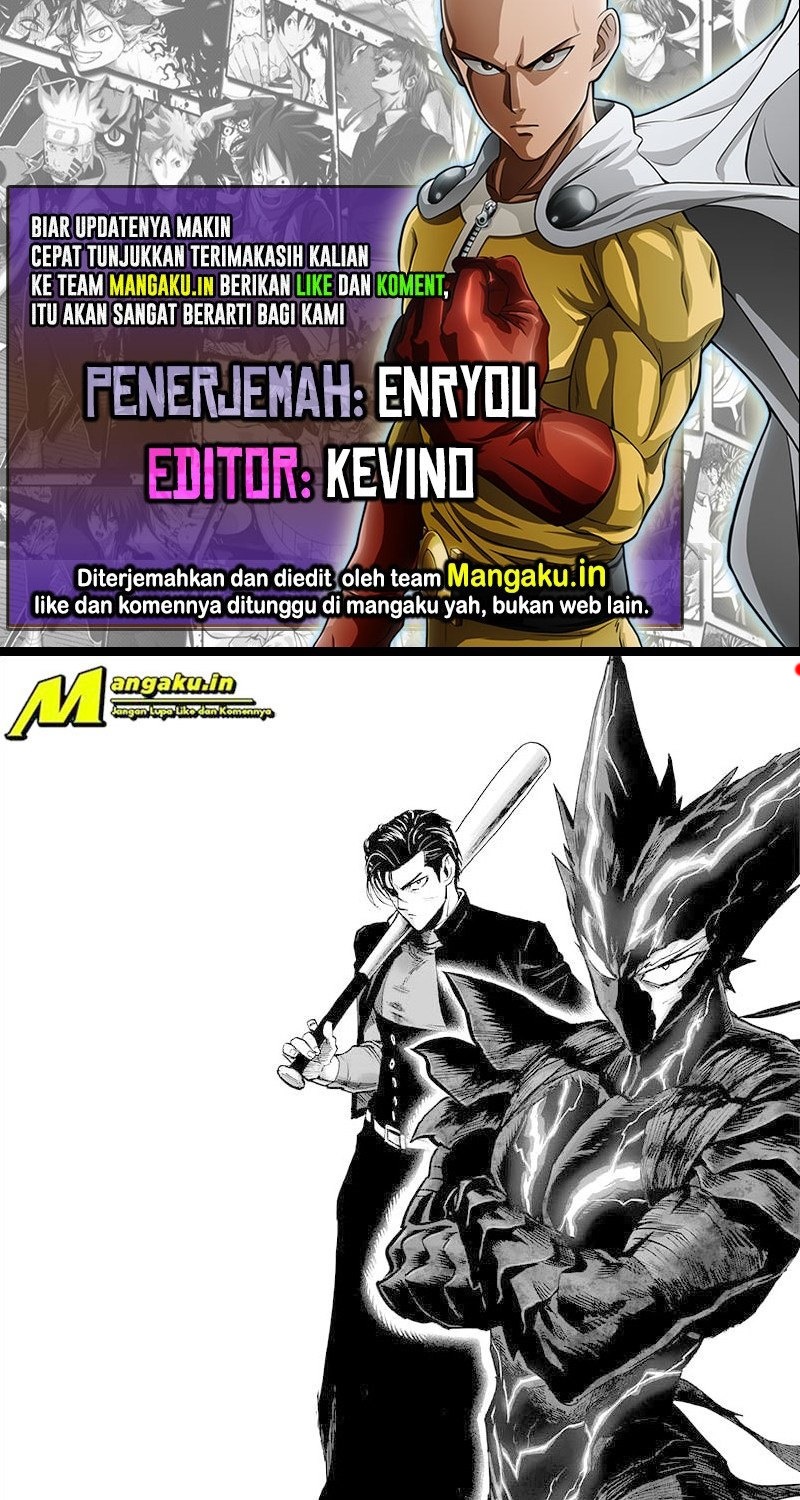 BIAR UPDATENYA MAKIN
CEPAT TUNJUKKAN TERIMAKASIH KALIAN
KE TEAM MANGAKU.IN BERIKAN LIKE DAN KOMENT,
ITU AKAN SANGAT BERARTI BAGI KAMI
PENERJEMAH: ENRYOU
EDITOR: KEVINO
Diterjemahkan dan diedit oleh team Mangaku.in
like dan komennya ditunggu di mangaku yah, bukan web lain.
Mangaku.in
Jangan Lupa Like dan Komennya